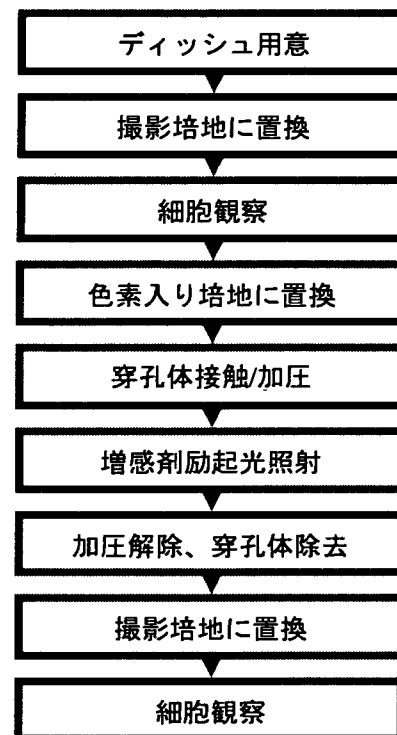 ディッシュ用意
撮影培地に置換
細胞観察
色素入り培地に置換
穿孔体接触/加圧
増感剤励起光照射
加圧解除、穿孔体除去
撮影培地に置換
細胞観察